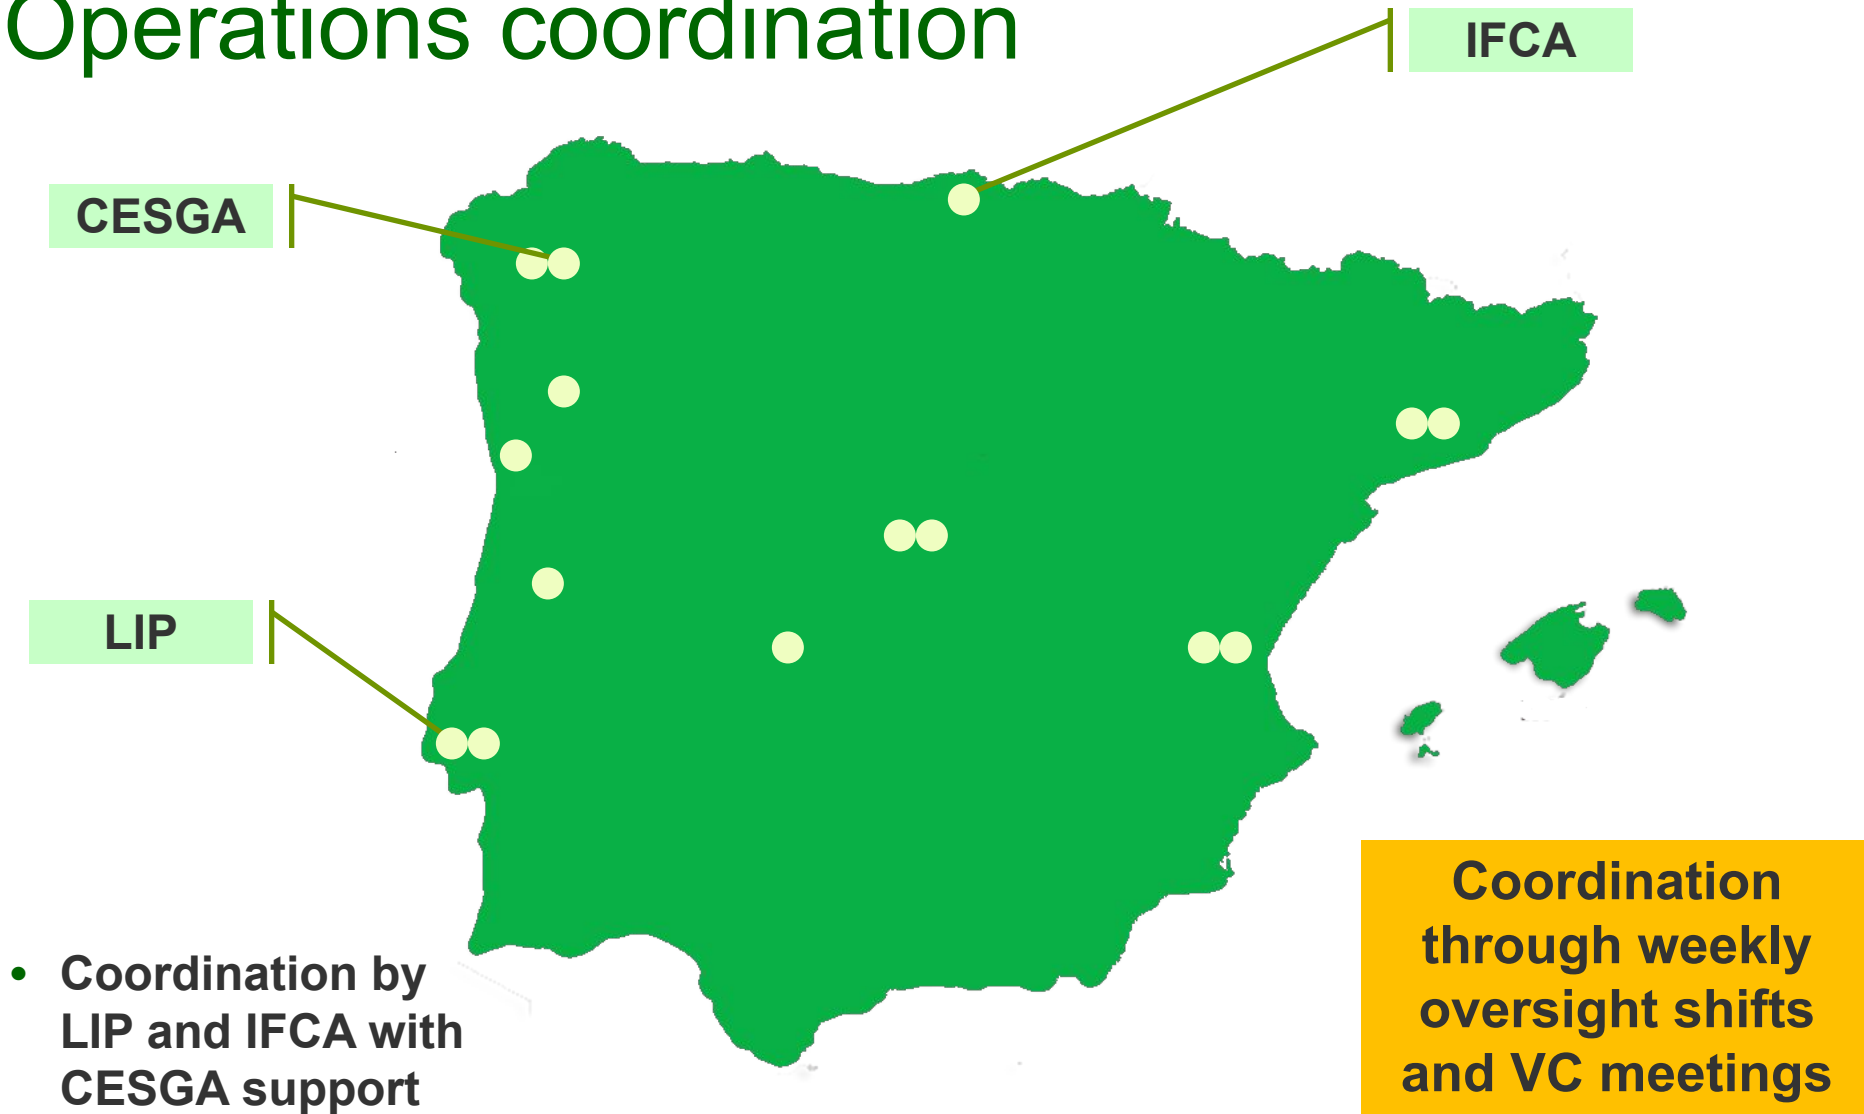 Operations coordination
IFCA
CESGA
LIP
• Coordination by
LIP and IFCA with
CESGA support
Coordination
through weekly
oversight shifts
and VC meetings